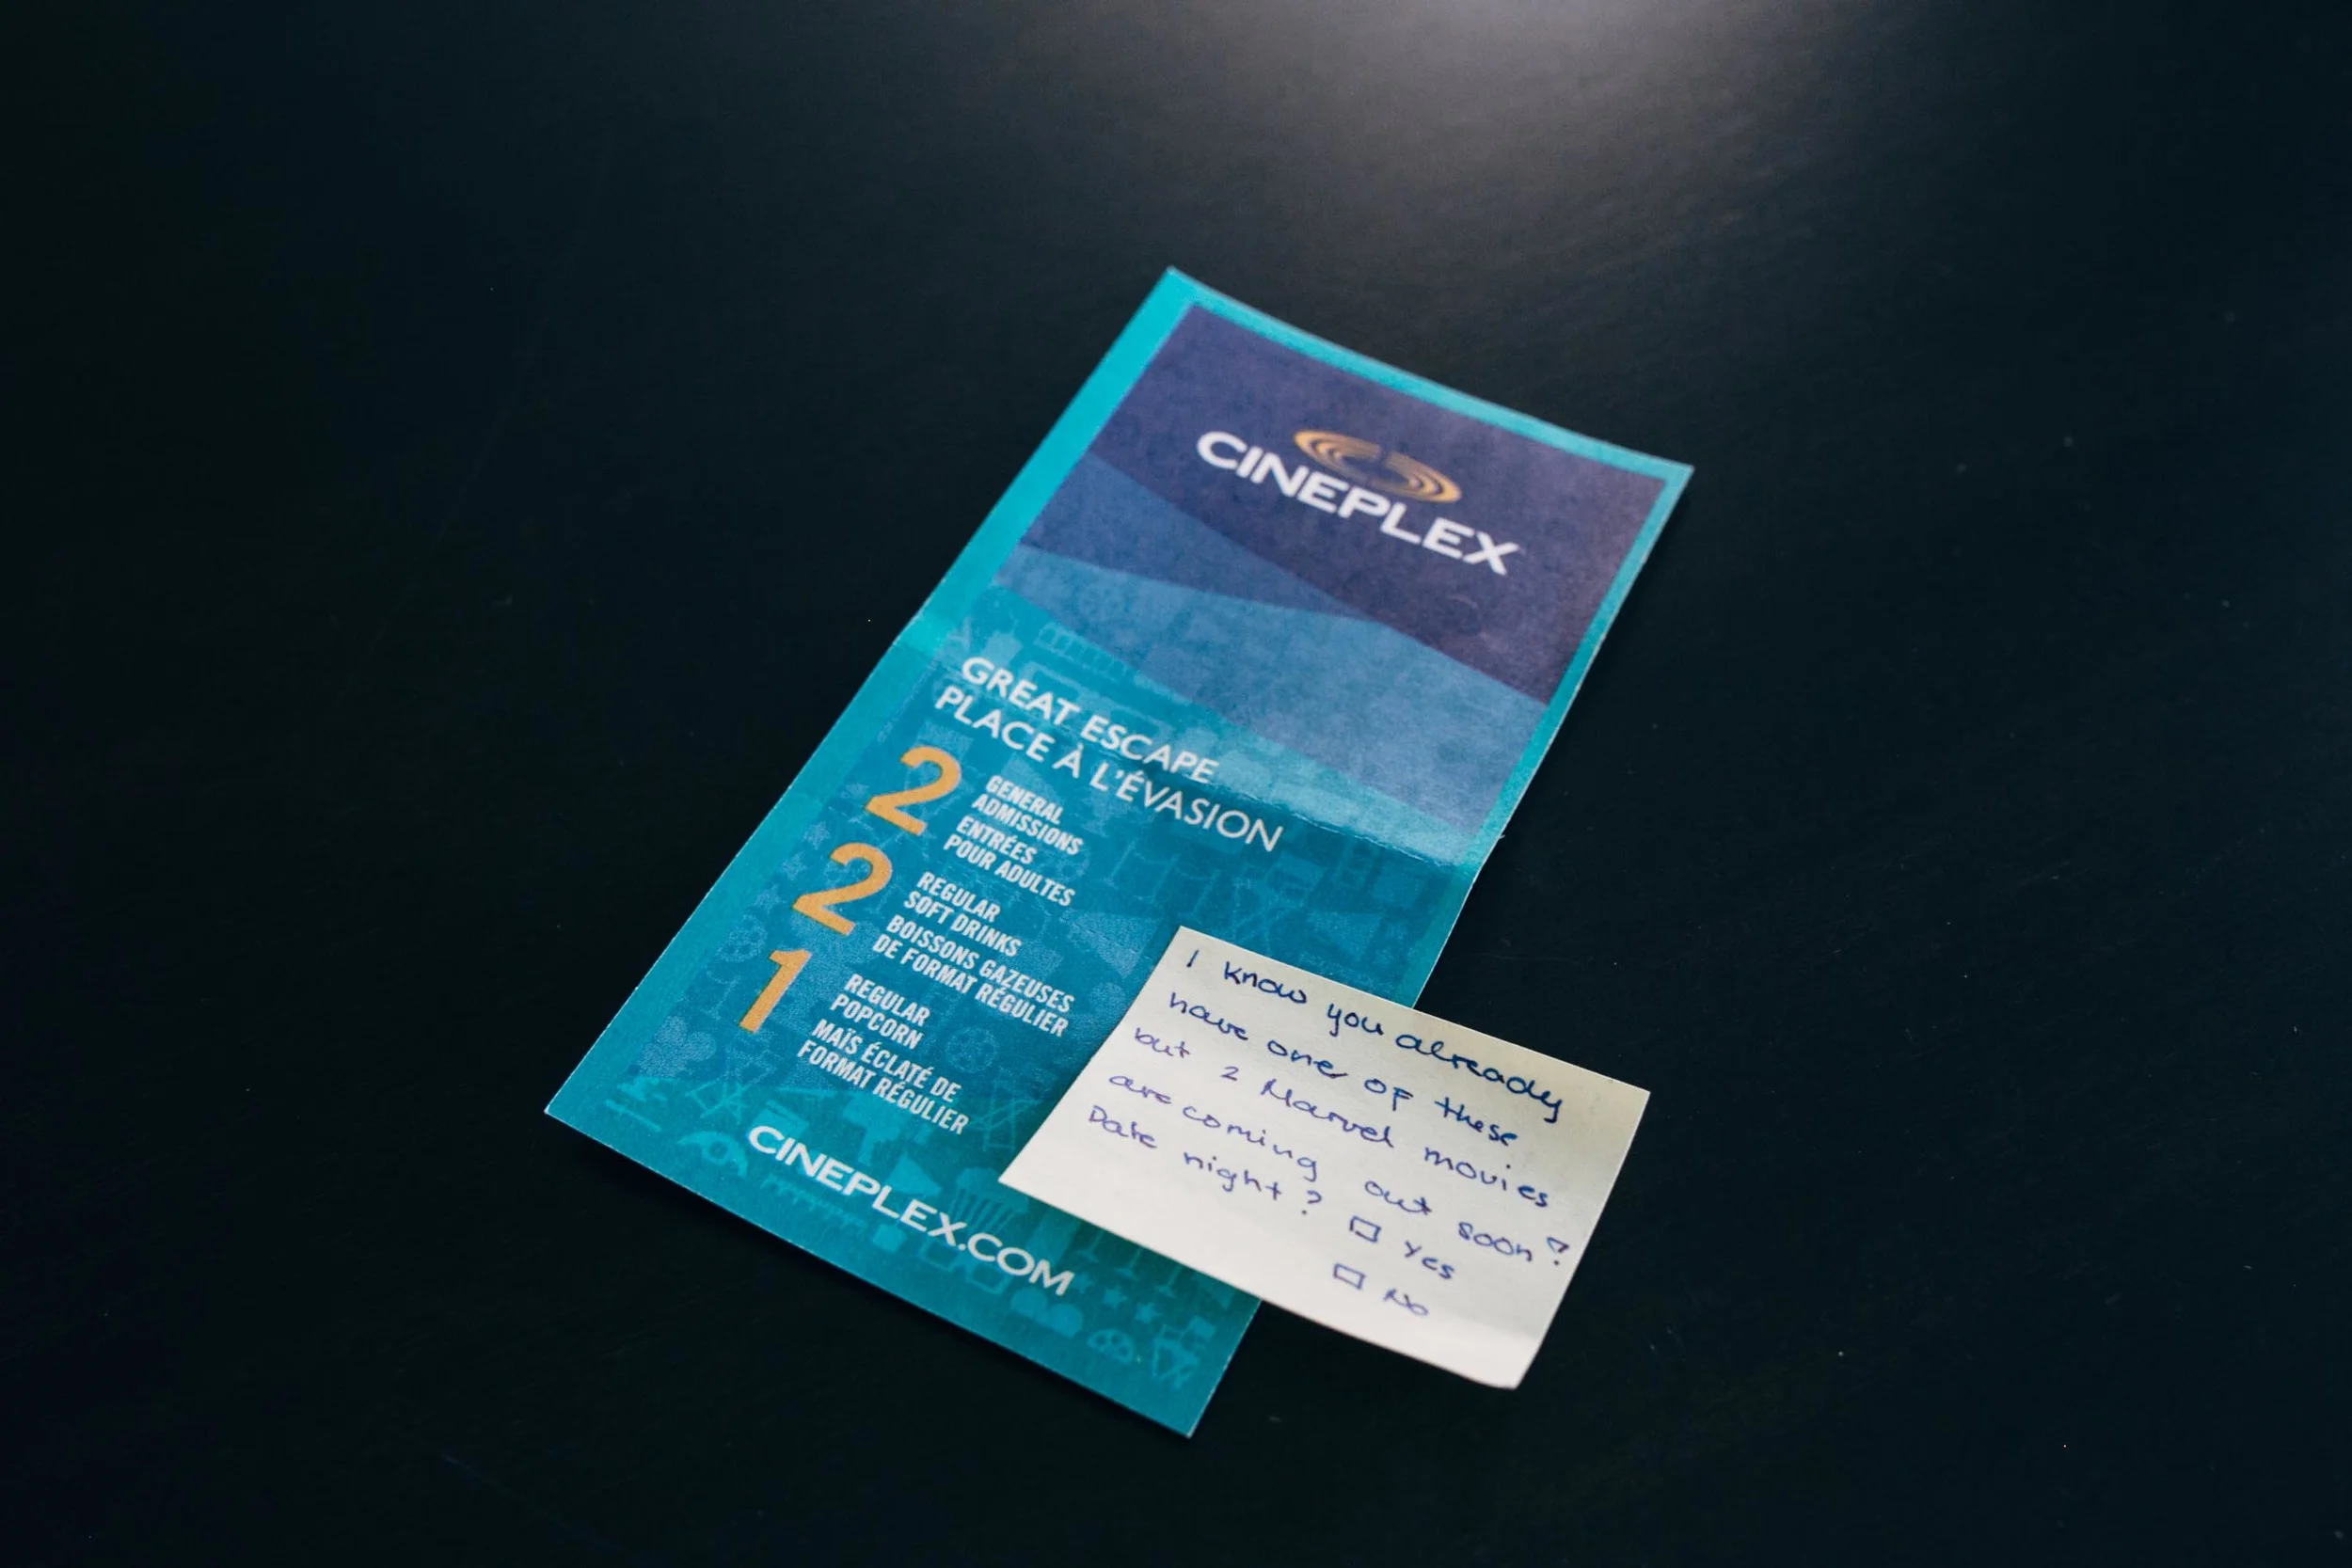 CINEPLEX
GREAT ESCAPE
PLACE À L'ÉVASION
2
GENERAL
ADMISSIONS
ENTRÉES
POUR ADULTES
2
REGULAR
SOFT DRINKS
BOISSONS GAZEUSES
DE FORMAT RÉGULIER
1
REGULAR
POPCORN
MAÏS ÉCLATÉ DE
FORMAT RÉGULIER
CINEPLEX.COM
I know you already
have one of these
but 2 Marvel movies
are coming out soon!
Date night? □ Yes
□ No